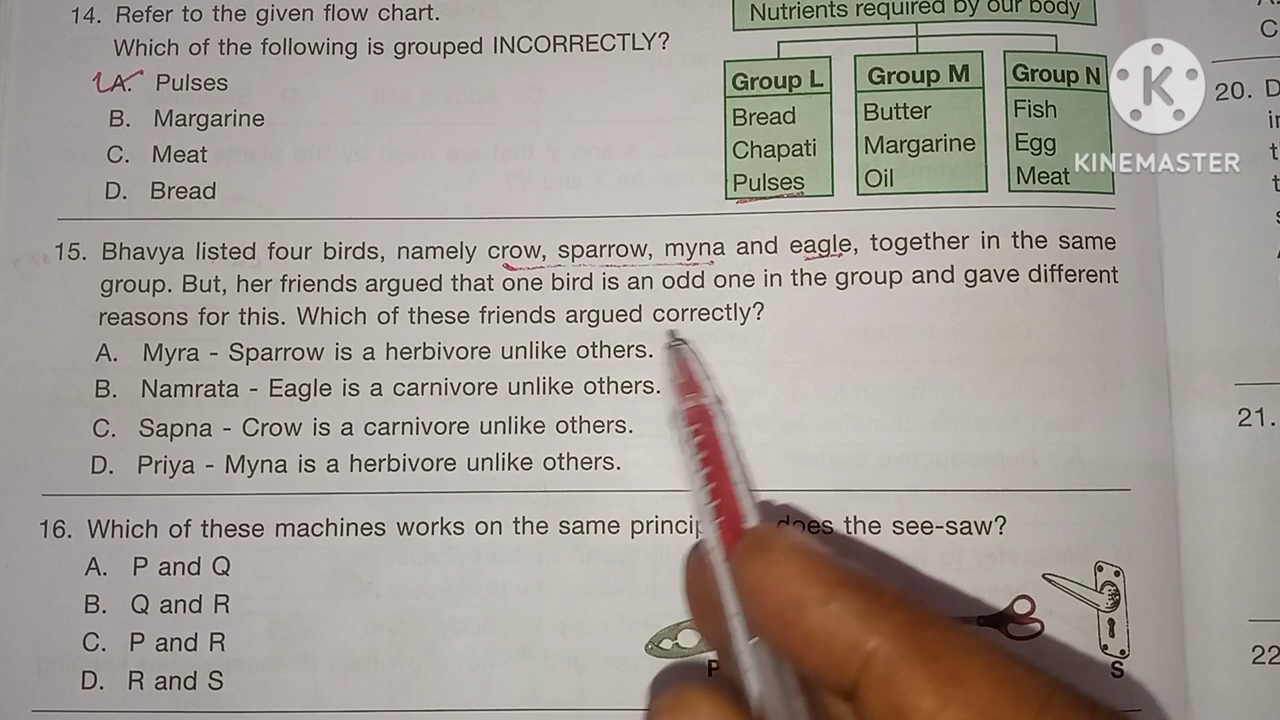 14. Refer to the given flow chart.
Which of the following is grouped INCORRECTLY?
A. Pulses
B. Margarine
C. Meat
D. Bread
Nutrients required by our body
Group L
Bread
Chapati
Pulses
Group M
Butter
Margarine
Oil
Group N
Fish
Egg
Meat
KINEMASTER
15. Bhavya listed four birds, namely crow, sparrow, myna and eagle, together in the same
group. But, her friends argued that one bird is an odd one in the group and gave different
reasons for this. Which of these friends argued correctly?
A. Myra - Sparrow is a herbivore unlike others.
B. Namrata - Eagle is a carnivore unlike others.
C. Sapna - Crow is a carnivore unlike others.
D. Priya - Myna is a herbivore unlike others.
16. Which of these machines works on the same does the see-saw?
A. P and Q
B. Q and R
C. P and R
D. R and S
P
S
C
20. D
21.
22